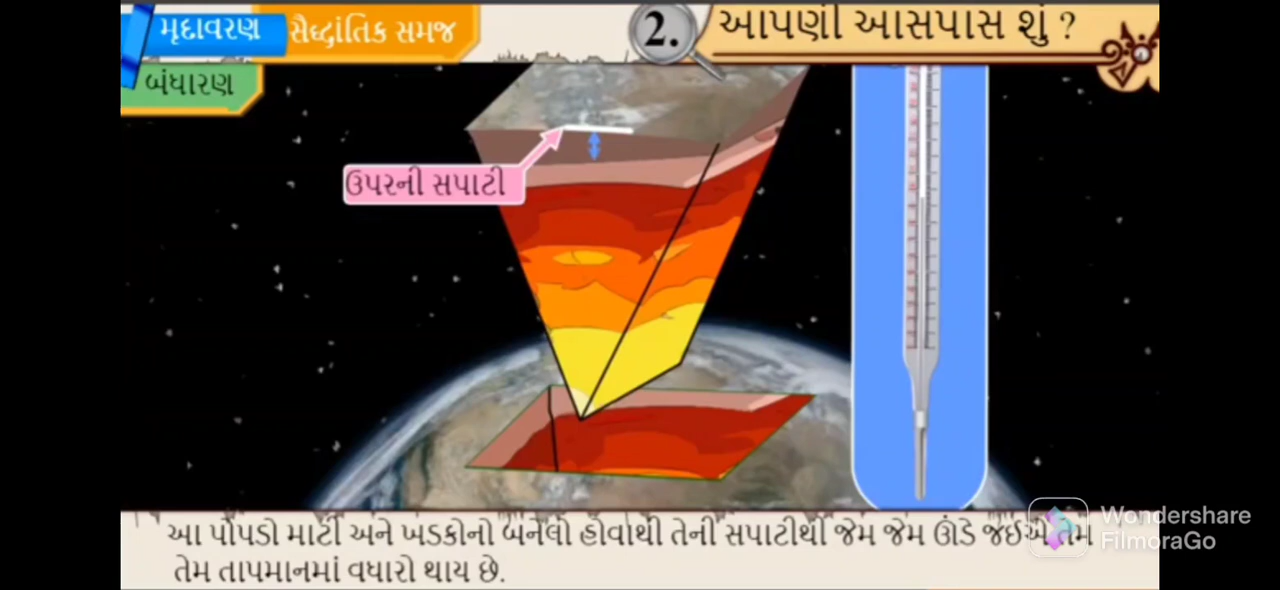 મૃદાવરણ
સૈદ્ધાંતિક સમજ
2.
આપણી આસપાસ શું ?
બંધારણ
ઉપરની સપાટી
આ પોપડો માટી અને ખડકોનો બનેલો હોવાથી તેની સપાટીથી જેમ જેમ ઊંડે જઈએ તેમ
તેમ તાપમાનમાં વધારો થાય છે.
Wondershare
FilmoraGo